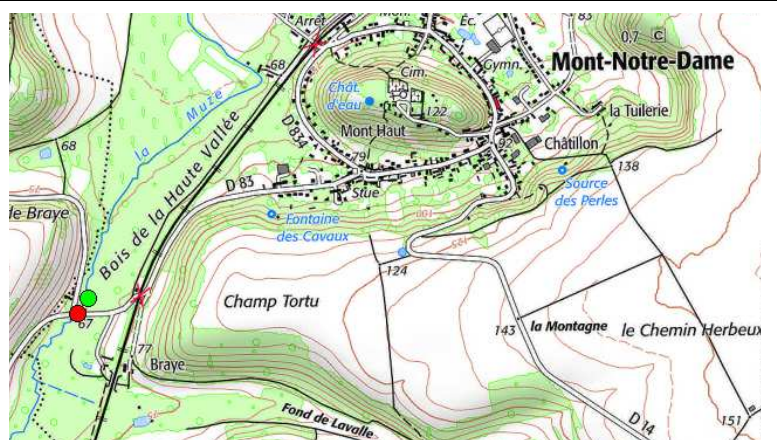 Arrêt
Mon.
Éc.
83
0,7 C
68
Gymn.
Mont-Notre-Dame
Cim.
Chât.
d'eau
la Muze
122
la Tuilerie
Mont Haut
D 834
Châtillon
68
79
92
138
D 83
Stue
Source
des Perles
Bois de la Haute Vallée
de Braye
Fontaine
des Cavaux
124
Champ Tortu
67
143
la Montagne
le Chemin Herbeux
77
Braye
Fond de Lavalle
D 14
151